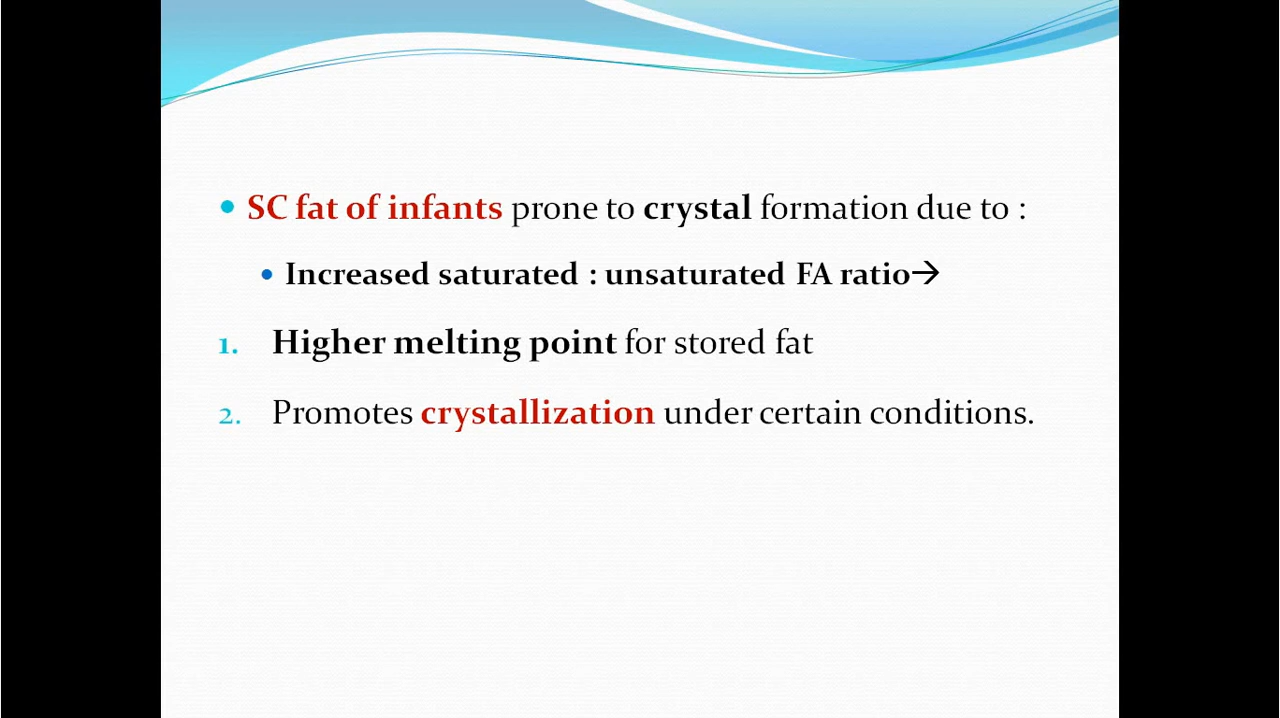 • SC fat of infants prone to crystal formation due to :
• Increased saturated : unsaturated FA ratio→
1. Higher melting point for stored fat
2. Promotes crystallization under certain conditions.